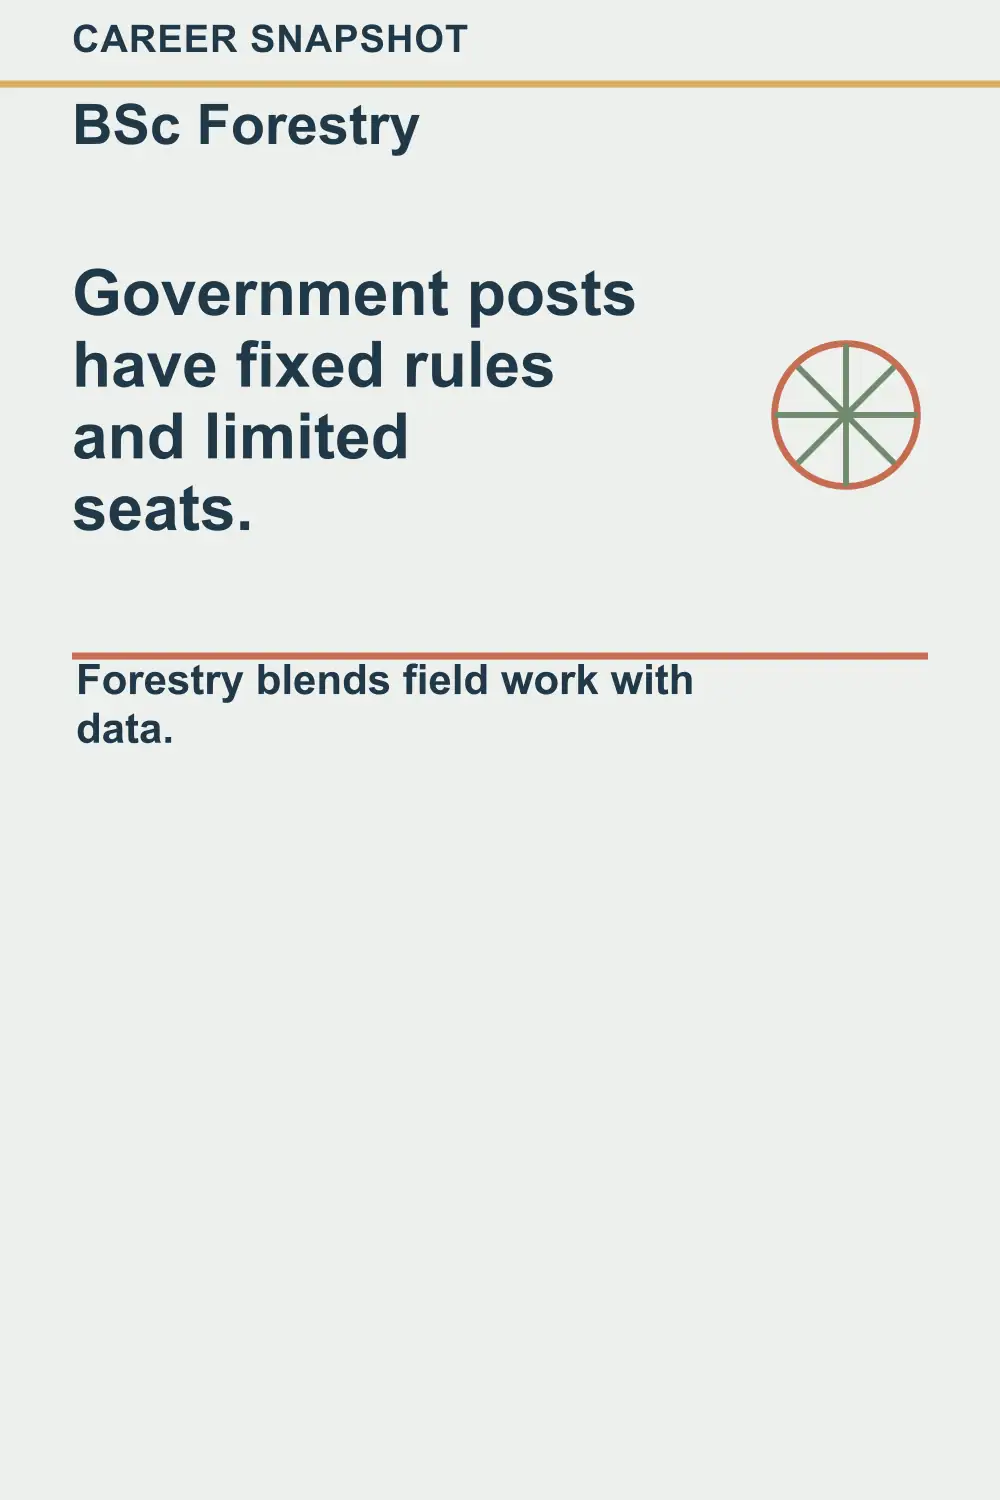 CAREER SNAPSHOT
BSc Forestry
Government posts
have fixed rules
and limited
seats.
Forestry blends field work with
data.